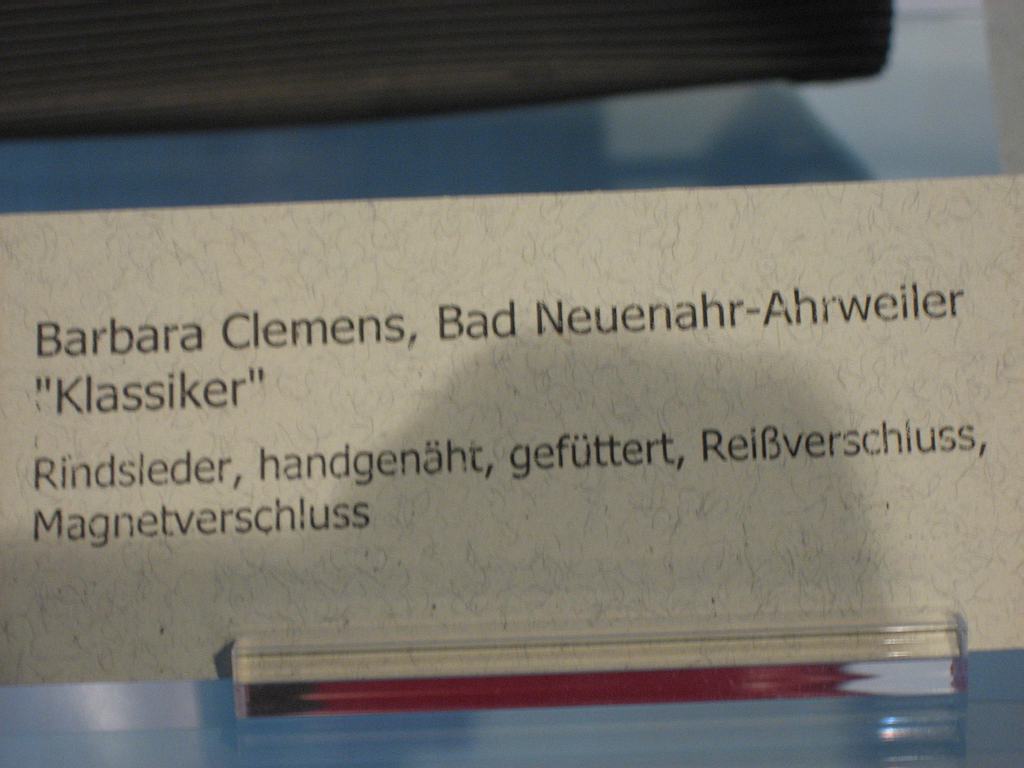 Barbara Clemens, Bad Neuenahr-Ahrweiler
"Klassiker"
Rindsleder, handgenäht, gefüttert, Reißverschluss,
Magnetverschluss